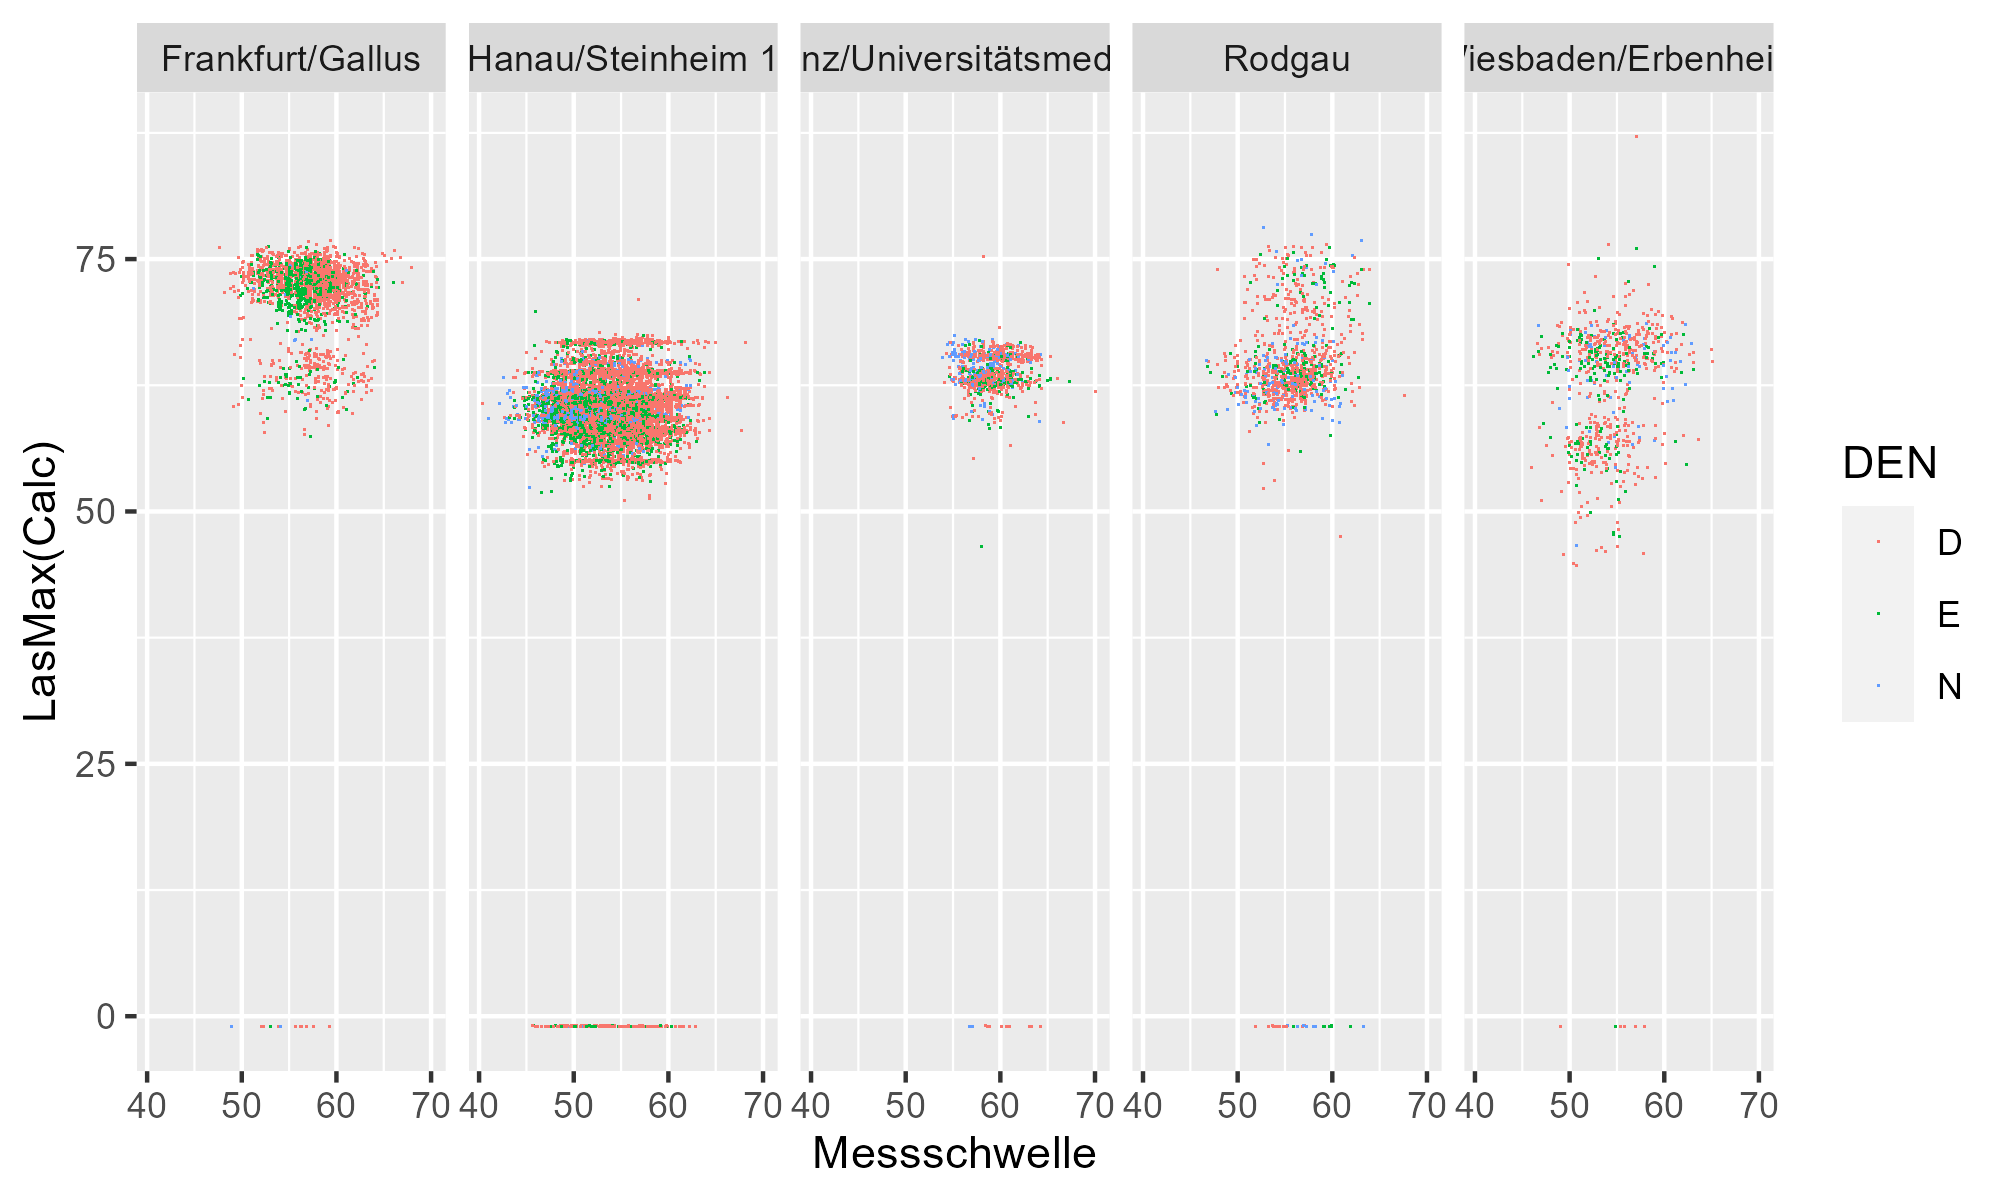 Frankfurt/Gallus
Hanau/Steinheim 1
nz/Universitätsmed
Rodgau
iesbaden/Erbenhei
LasMax(Calc)
75
50
25
0
40 50 60 70 40 50 60 70 40 50 60 70 40 50 60 70 40 50 60 70
Messschwelle
DEN
D
E
N